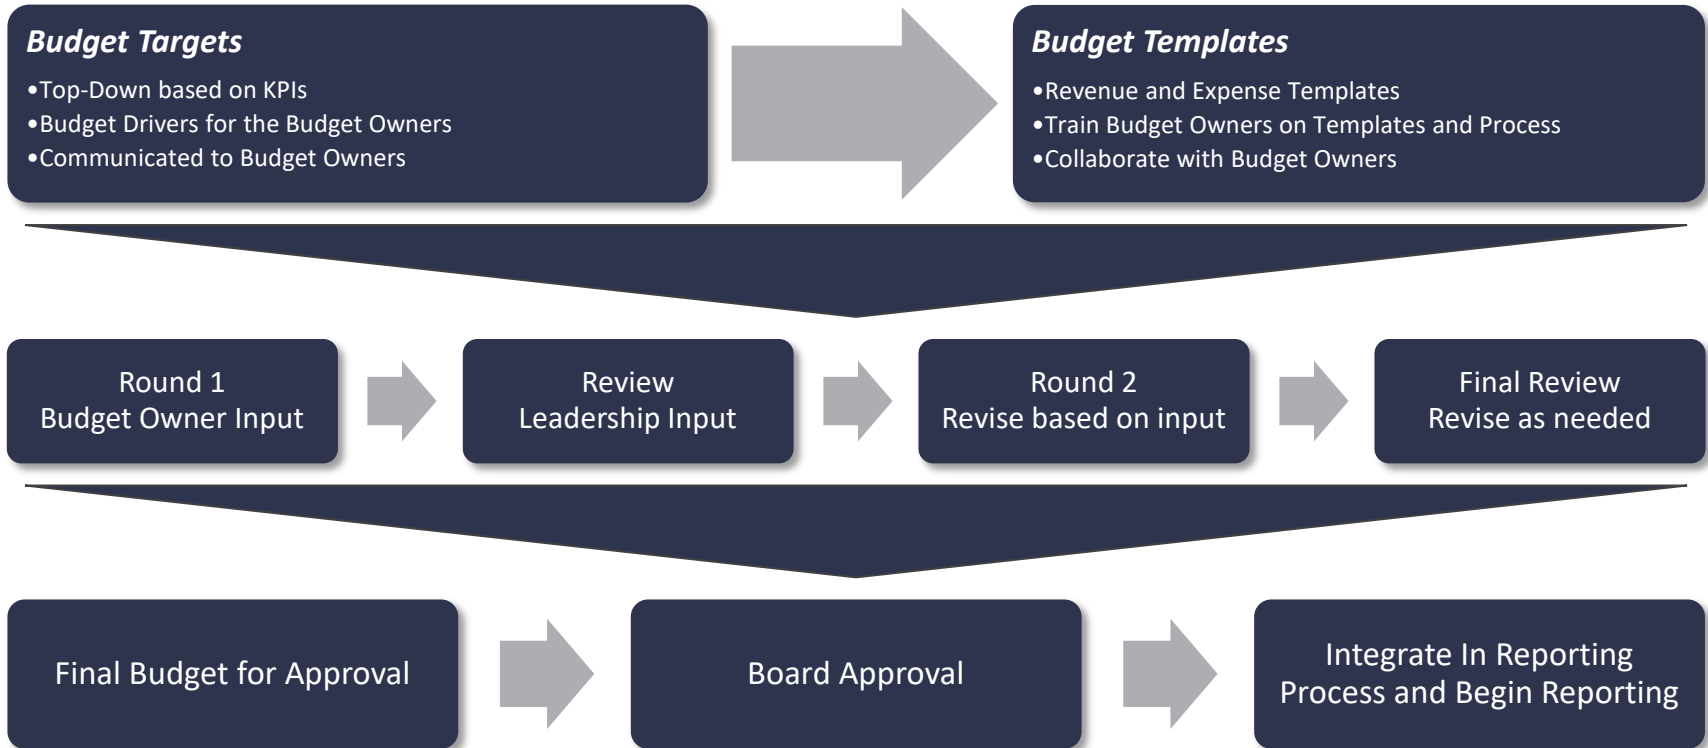 Budget Targets
•Top-Down based on KPIs
•Budget Drivers for the Budget Owners
•Communicated to Budget Owners
Budget Templates
•Revenue and Expense Templates
•Train Budget Owners on Templates and Process
•Collaborate with Budget Owners
Round 1
Budget Owner Input
Review
Leadership Input
Round 2
Revise based on input
Final Review
Revise as needed
Final Budget for Approval
Board Approval
Integrate In Reporting
Process and Begin Reporting